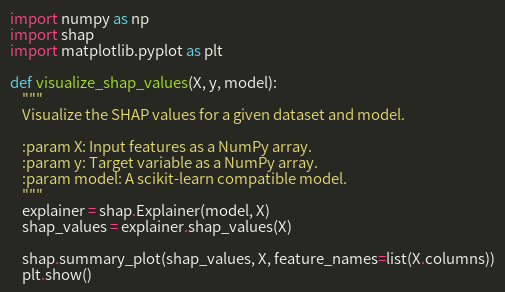 import numpy as np
import shap
import matplotlib.pyplot as plt

def visualize_shap_values(X, y, model):
    """
    Visualize the SHAP values for a given dataset and model.

    :param X: Input features as a NumPy array.
    :param y: Target variable as a NumPy array.
    :param model: A scikit-learn compatible model.
    """
    explainer = shap.Explainer(model, X)
    shap_values = explainer.shap_values(X)

    shap.summary_plot(shap_values, X, feature_names=list(X.columns))
    plt.show()